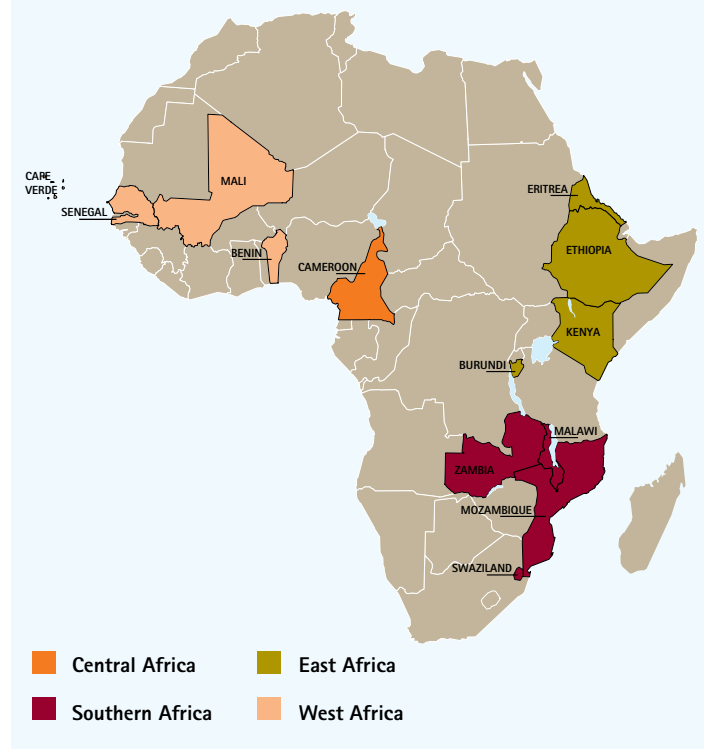 MALI
CAPE
VERDE
SENEGAL
ERITREA
BENIN
ETHIOPIA
CAMEROON
KENYA
BURUNDI
MALAWI
ZAMBIA
MOZAMBIQUE
SWAZILAND
Central Africa
East Africa
Southern Africa
West Africa